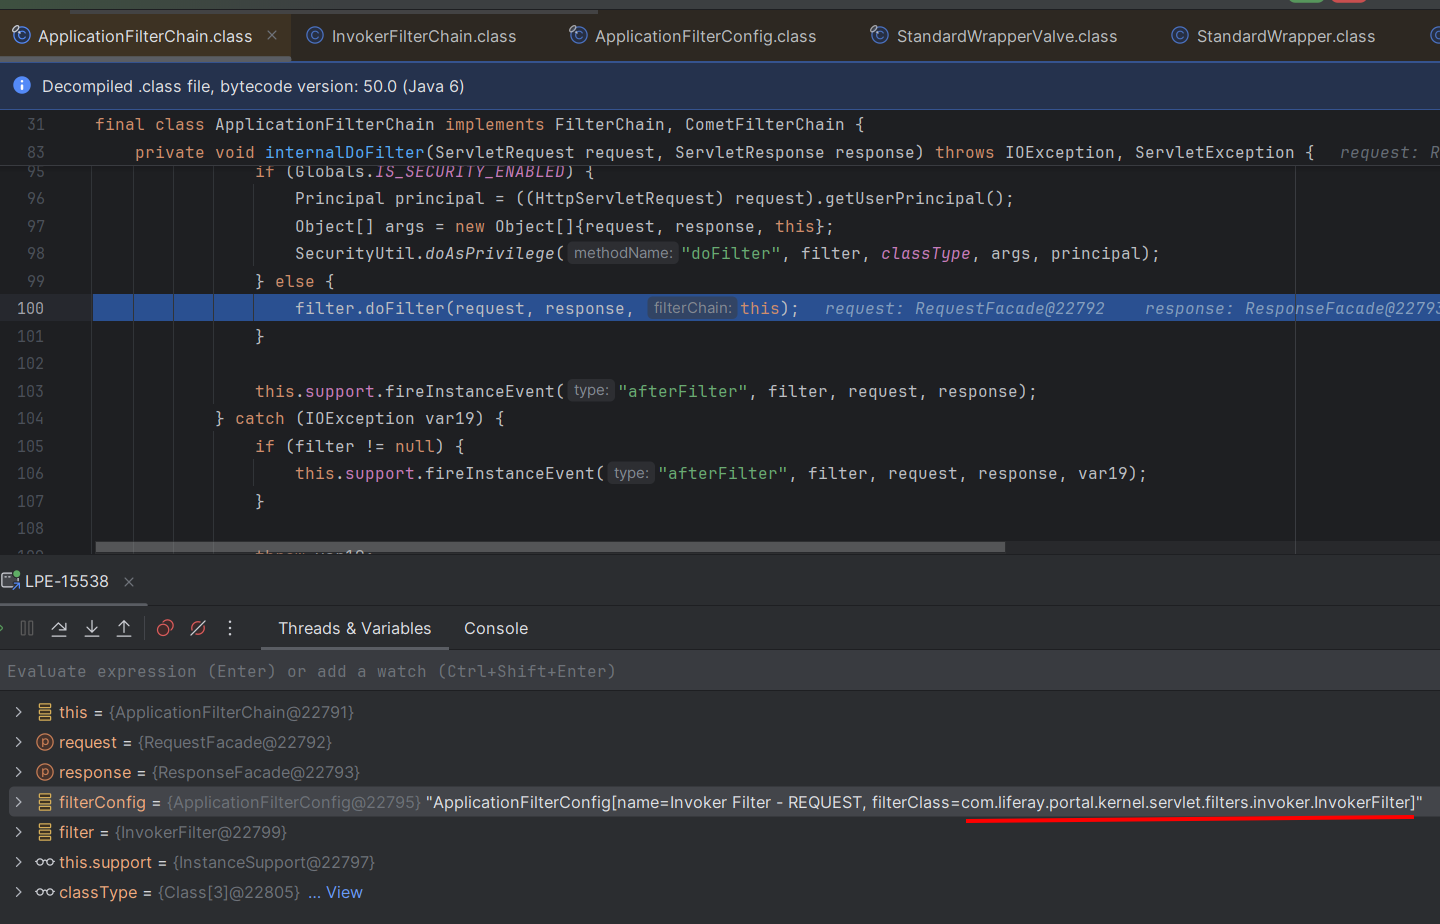 ApplicationFilterChain.class InvokerFilterChain.class ApplicationFilterConfig.class StandardWrapperValve.class StandardWrapper.class
Decompiled .class file, bytecode version: 50.0 (Java 6)
31 final class ApplicationFilterChain implements FilterChain, CometFilterChain {
83 private void internalDoFilter(ServletRequest request, ServletResponse response) throws IOException, ServletException { request: R
95 if (Globals.IS_SECURITY_ENABLED) {
96 Principal principal = ((HttpServletRequest) request).getUserPrincipal();
97 Object[] args = new Object[]{request, response, this};
98 SecurityUtil.doAsPrivilege( methodName: "doFilter", filter, classType, args, principal);
99 } else {
100 filter.doFilter(request, response, filterChain: this); request: RequestFacade@22792 response: ResponseFacade@22793
101 }
102
103 this.support.fireInstanceEvent( type: "afterFilter", filter, request, response);
104 } catch (IOException var19) {
105 if (filter != null) {
106 this.support.fireInstanceEvent( type: "afterFilter", filter, request, response, var19);
107 }
108
LPE-15538
Threads & Variables Console
Evaluate expression (Enter) or add a watch (Ctrl+Shift+Enter)
this = {ApplicationFilterChain@22791}
request = {RequestFacade@22792}
response = {ResponseFacade@22793}
filterConfig = {ApplicationFilterConfig@22795} "ApplicationFilterConfig[name=Invoker Filter - REQUEST, filterClass=com.liferay.portal.kernel.servlet.filters.invoker.InvokerFilter]"
filter = {InvokerFilter@22799}
this.support = {InstanceSupport@22797}
classType = {Class[3]@22805} ... View